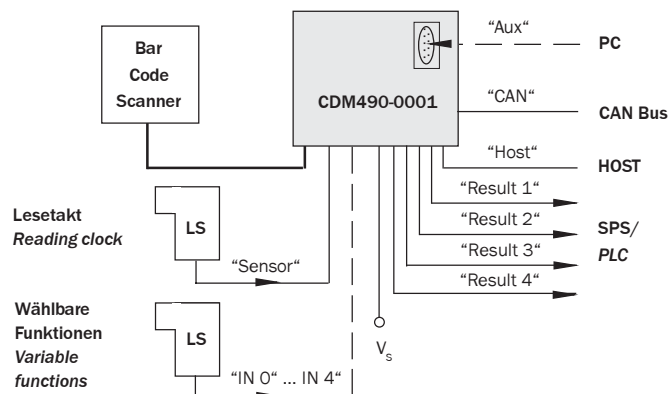 Bar
Code
Scanner
CDM490-0001
“Aux“
PC
“CAN“
CAN Bus
“Host“
HOST
“Result 1“
“Result 2“
“Result 3“
“Result 4“
SPS/
PLC
Lesetakt
Reading clock
LS
“Sensor“
Wählbare
Funktionen
Variable
functions
LS
“IN 0“ ... IN 4“
Vs